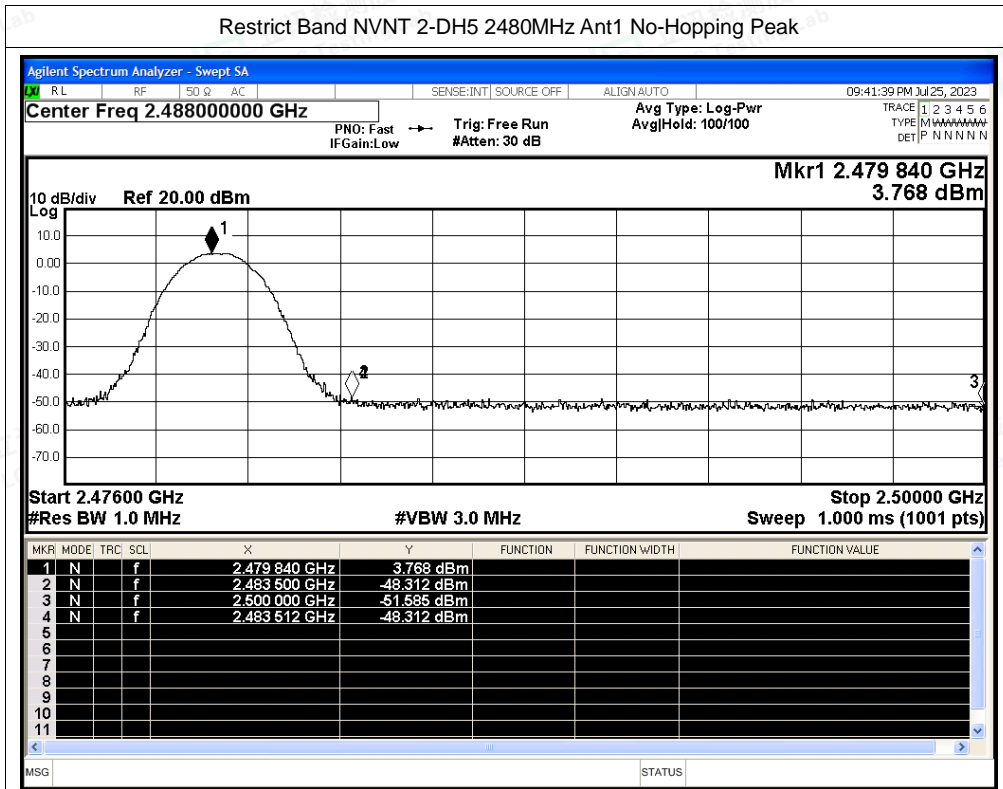 Restrict Band NVNT 2-DH5 2480MHz Ant1 No-Hopping Peak
Agilent Spectrum Analyzer - Swept SA
LXI RL RF 50 Ω AC SENSE:INT SOURCE OFF ALIGN AUTO 09:41:39 PM Jul 25, 2023
Center Freq 2.488000000 GHz
Avg Type: Log-Pwr
TRACE 1 2 3 4 5 6
PNO: Fast
Trig: Free Run
Avg|Hold: 100/100
TYPE M WWWWW
IFGain:Low
#Atten: 30 dB
DET P N N N N N
Mkr1 2.479 840 GHz
3.768 dBm
10 dB/div Ref 20.00 dBm
Log
10.0
0.00
-10.0
-20.0
-30.0
-40.0
-50.0
-60.0
-70.0
1
3
Start 2.47600 GHz Stop 2.50000 GHz
#Res BW 1.0 MHz #VBW 3.0 MHz Sweep 1.000 ms (1001 pts)
MKR MODE TRC SCL X Y FUNCTION FUNCTION WIDTH FUNCTION VALUE
1 N f 2.479 840 GHz 3.768 dBm
2 N f 2.483 500 GHz -48.312 dBm
3 N f 2.500 000 GHz -51.585 dBm
4 N f 2.483 512 GHz -48.312 dBm
5
6
7
8
9
10
11
MSG STATUS